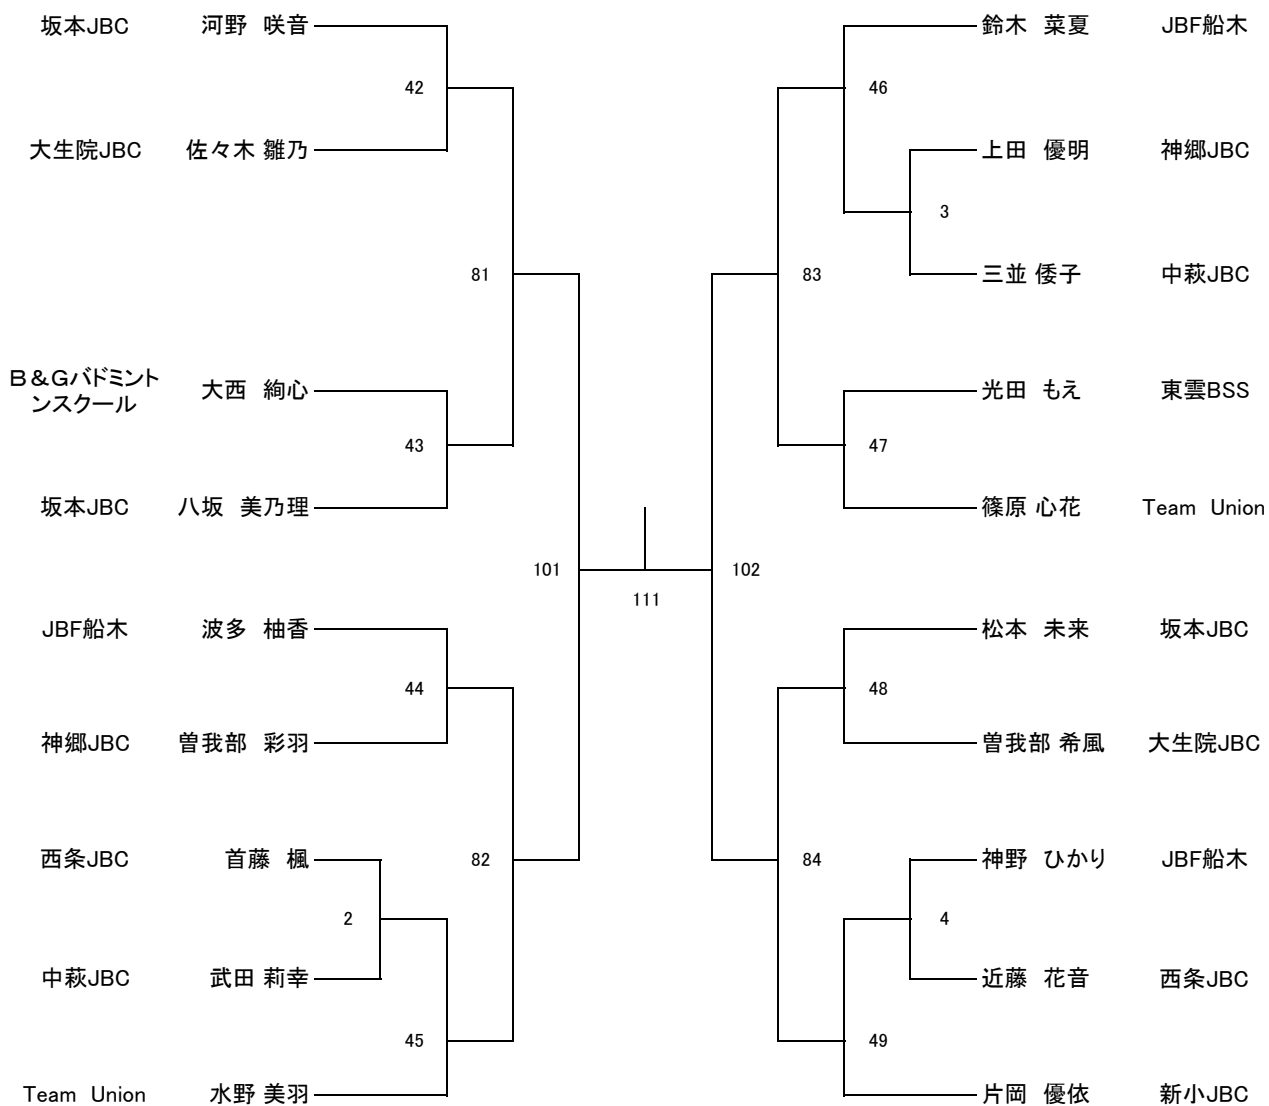 坂本JBC 河野 咲音
42
大生院JBC 佐々木 雛乃
81
B&Gバドミント
ンスクール
大西 絢心
43
坂本JBC 八坂 美乃理
101
JBF船木 波多 柚香
44
神郷JBC 曽我部 彩羽
西条JBC 首藤 楓
82
2
中萩JBC 武田 莉幸
45
Team Union 水野 美羽
111
鈴木 菜夏 JBF船木
46
上田 優明 神郷JBC
3
三並 倭子 中萩JBC
83
光田 もえ 東雲BSS
47
篠原 心花 Team Union
102
松本 未来 坂本JBC
48
曽我部 希風 大生院JBC
84
神野 ひかり JBF船木
4
近藤 花音 西条JBC
49
片岡 優依 新小JBC